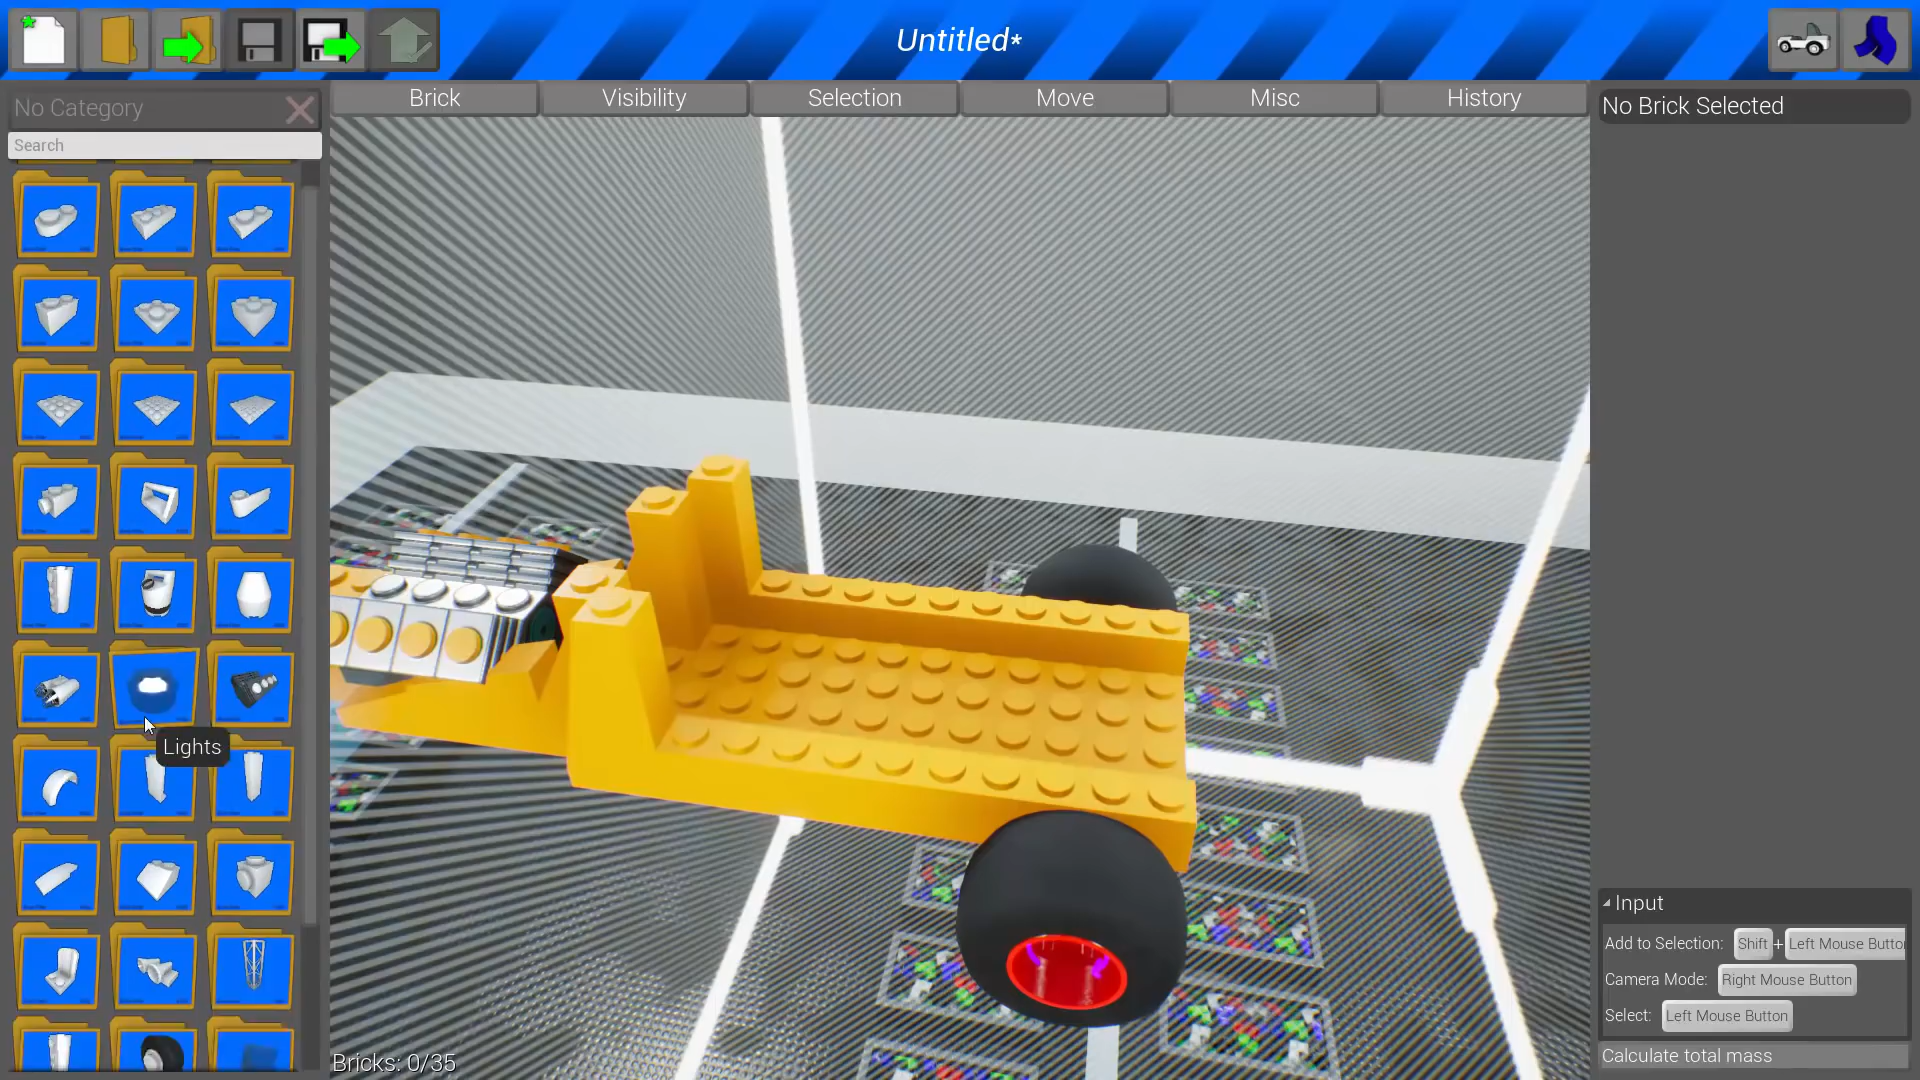 Untitled*
No Category
Search
Brick
Visibility
Selection
Move
Misc
History
No Brick Selected
Lights
Bricks: 0/35
Input
Add to Selection: Shift + Left Mouse Butto
Camera Mode: Right Mouse Button
Select: Left Mouse Button
Calculate total mass